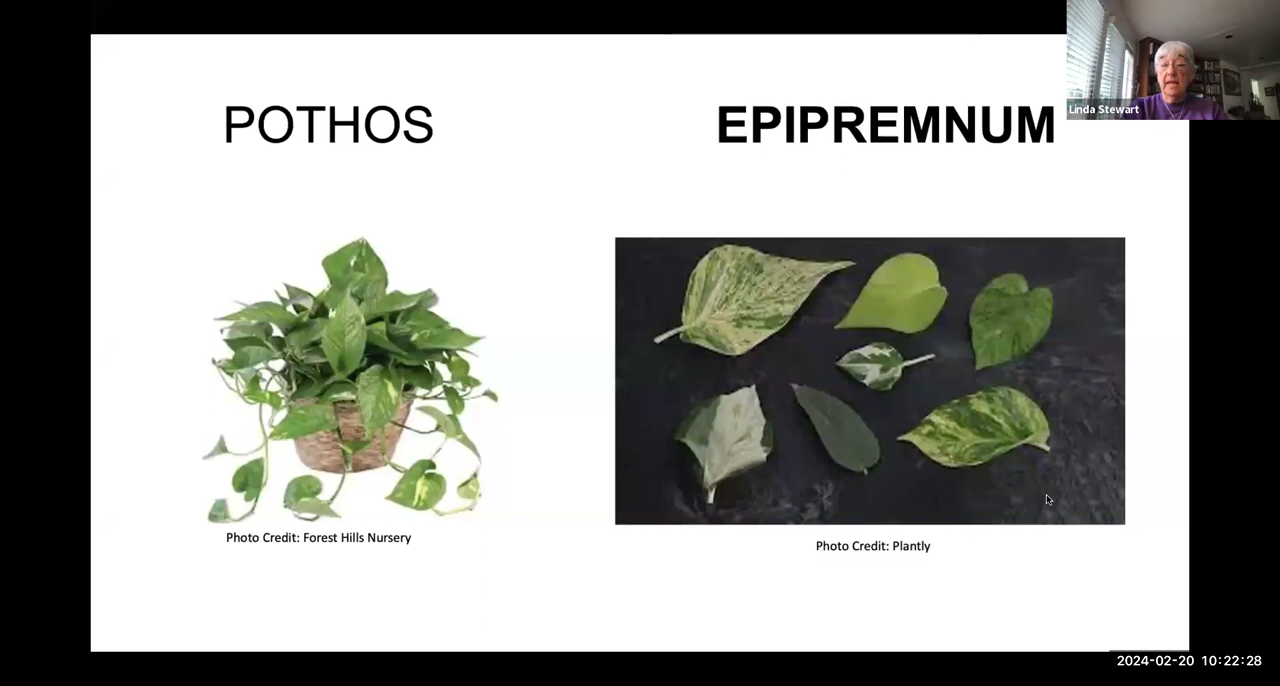 POTHOS
EPIPREMNUM
Linda Stewart
Photo Credit: Forest Hills Nursery
Photo Credit: Plantly
2024-02-20 10:22:28